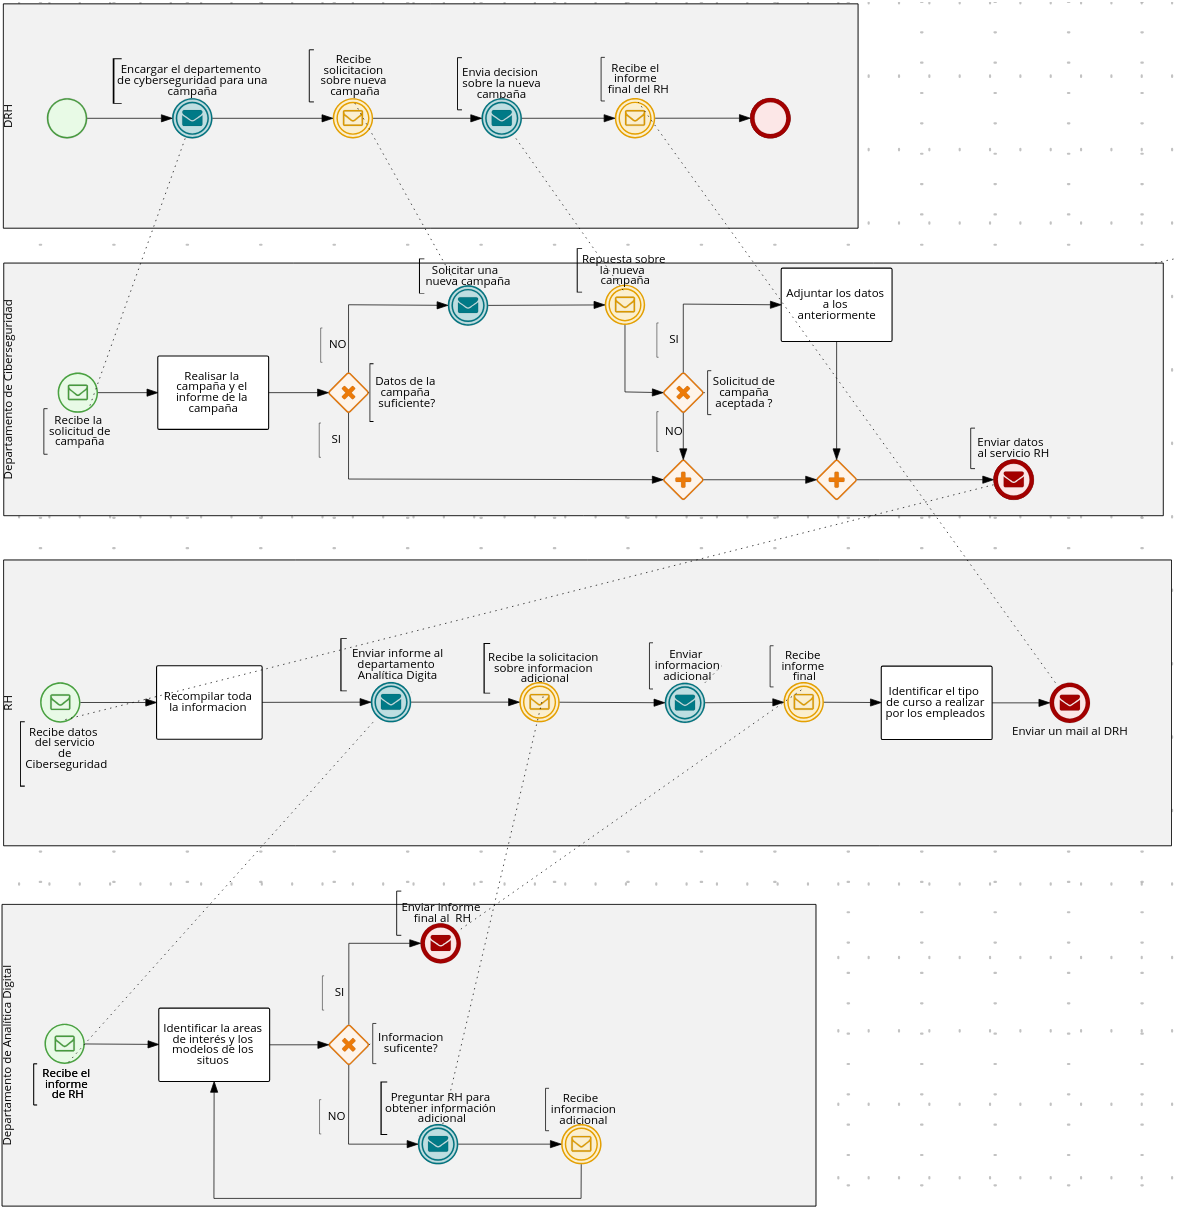 DRH
Encargar el departemento
de cyberseguridad para una
campaña
Recibe
solicitacion
sobre nueva
campaña
Envia decision
sobre la nueva
campaña
Recibe el
informe
final del RH
Departamento de Ciberseguridad
Recibe la
solicitud de
campaña
Realisar la
campaña y el
informe de la
campaña
NO
SI
Datos de la
campaña
suficiente?
Solicitar una
nueva campaña
Repuesta sobre
la nueva
campaña
SI
NO
Solicitud de
campaña
aceptada ?
Adjuntar los datos
a los
anteriormente
Enviar datos
al servicio RH
RH
Recibe datos
del servicio
de
Ciberseguridad
Recompilar toda
la informacion
Enviar informe al
departamento
Analítica Digita
Recibe la solicitacion
sobre informacion
adicional
Enviar
informacion
adicional
Recibe
informe
final
Identificar el tipo
de curso a realizar
por los empleados
Enviar un mail al DRH
Departamento de Analítica Digital
Recibe el
informe
de RH
Identificar la areas
de interés y los
modelos de los
situos
SI
NO
Informacion
suficente?
Enviar informe
final al RH
Preguntar RH para
obtener información
adicional
Recibe
informacion
adicional